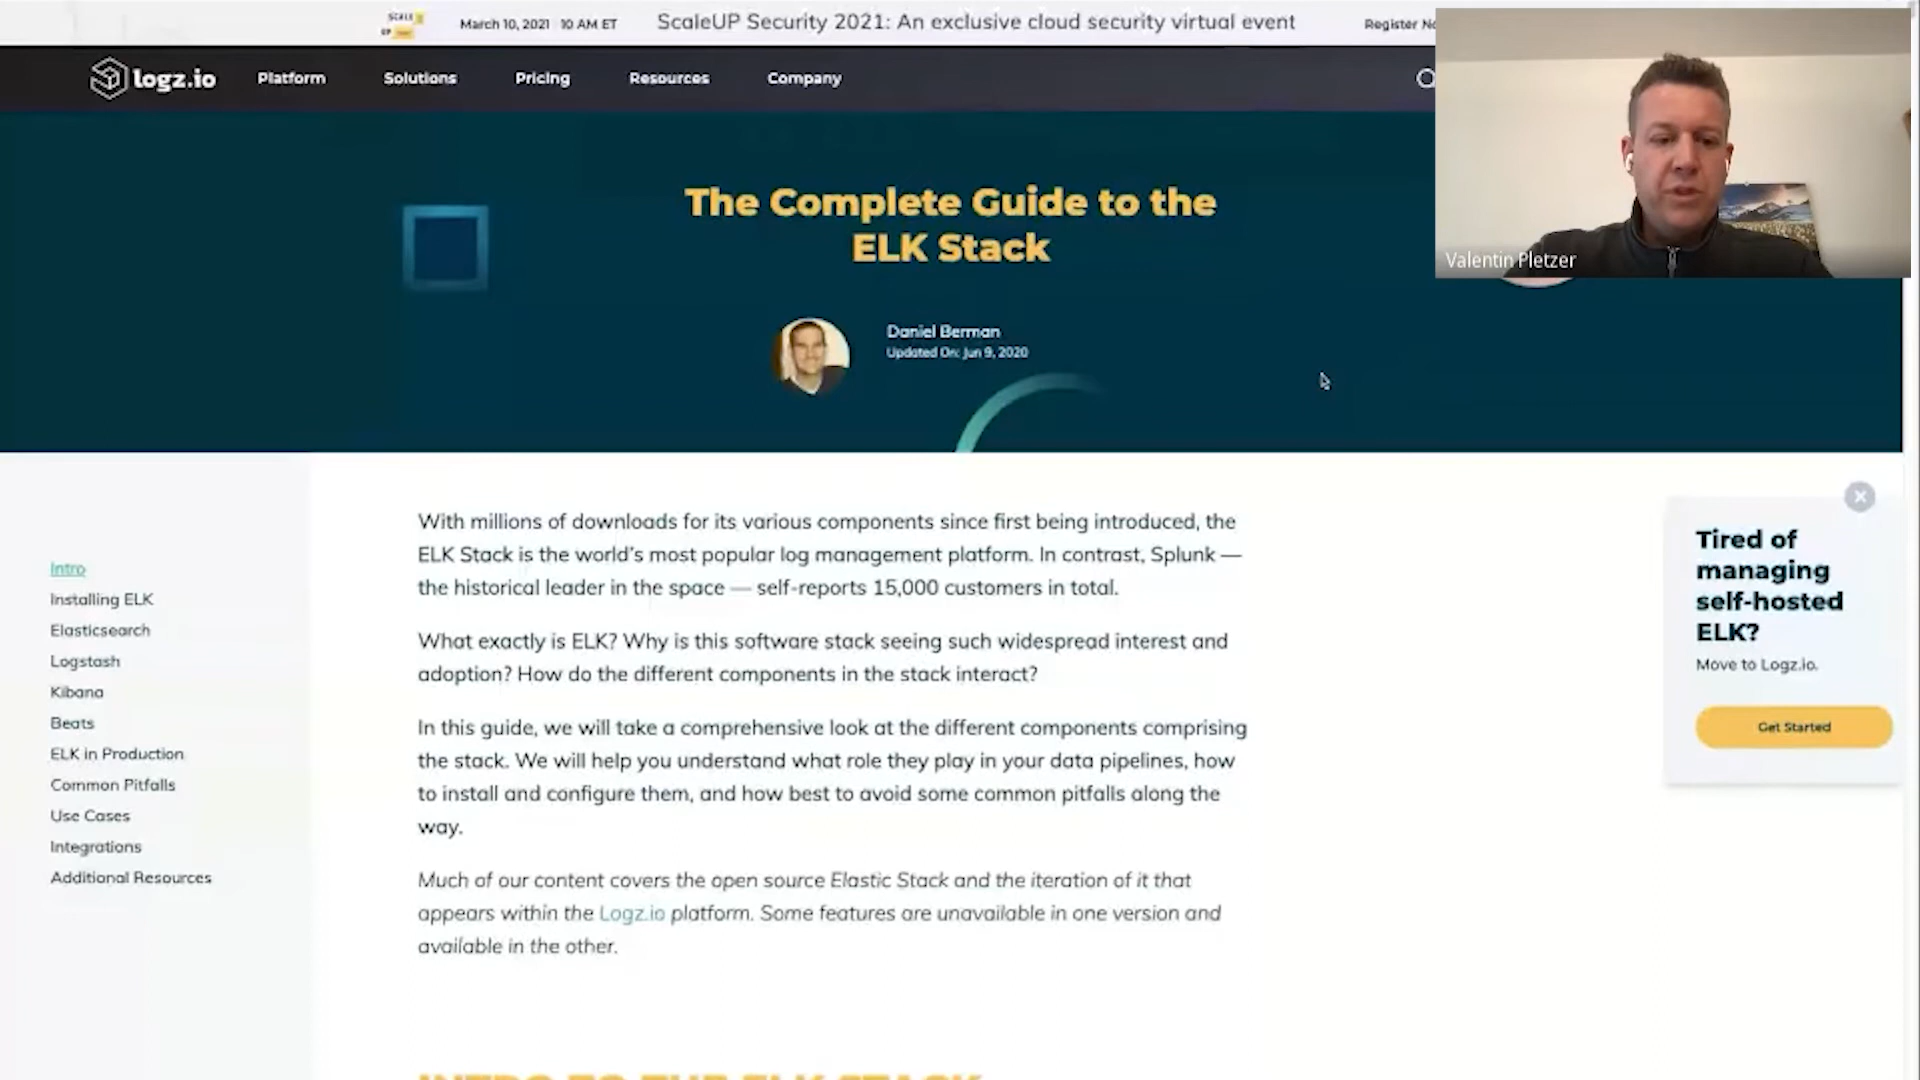 SCALE
UP
March 10, 2021 10 AM ET
ScaleUP Security 2021: An exclusive cloud security virtual event
Register
logz.io
Platform
Solutions
Pricing
Resources
Company
The Complete Guide to the
ELK Stack
Daniel Berman
Updated On: Jun 9, 2020
Valentin Pletzer
Intro
Installing ELK
Elasticsearch
Logstash
Kibana
Beats
ELK in Production
Common Pitfalls
Use Cases
Integrations
Additional Resources
With millions of downloads for its various components since first being introduced, the
ELK Stack is the world's most popular log management platform. In contrast, Splunk —
the historical leader in the space — self-reports 15,000 customers in total.
What exactly is ELK? Why is this software stack seeing such widespread interest and
adoption? How do the different components in the stack interact?
In this guide, we will take a comprehensive look at the different components comprising
the stack. We will help you understand what role they play in your data pipelines, how
to install and configure them, and how best to avoid some common pitfalls along the
way.
Much of our content covers the open source Elastic Stack and the iteration of it that
appears within the Logz.io platform. Some features are unavailable in one version and
available in the other.
INTRO TO THE ELK STACK
Tired of
managing
self-hosted
ELK?
Move to Logz.io.
Get Started